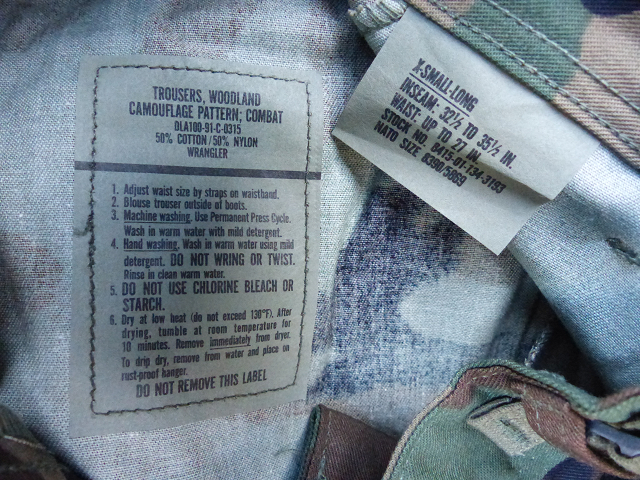 TROUSERS, WOODLAND
CAMOUFLAGE PATTERN; COMBAT
DLA100-91-C-0315
50% COTTON/50% NYLON
WRANGLER
1. Adjust waist size by straps on waistband.
2. Blouse trouser outside of boots.
3. Machine washing. Use Permanent Press Cycle.
Wash in warm water with mild detergent.
4. Hand washing. Wash in warm water using mild
detergent. DO NOT WRING OR TWIST.
Rinse in clean warm water.
5. DO NOT USE CHLORINE BLEACH OR
STARCH.
6. Dry at low heat (do not exceed 130°F). After
drying, tumble at room temperature for
10 minutes. Remove immediately from dryer.
To drip dry, remove from water and place on
rust-proof hanger.
DO NOT REMOVE THIS LABEL
X-SMALL-LONG
INSEAM: 32½ TO 35½ IN.
WAIST: UP TO 27 IN.
STOCK NO. 8415-01-134-3193
NATO SIZE 8390/5869